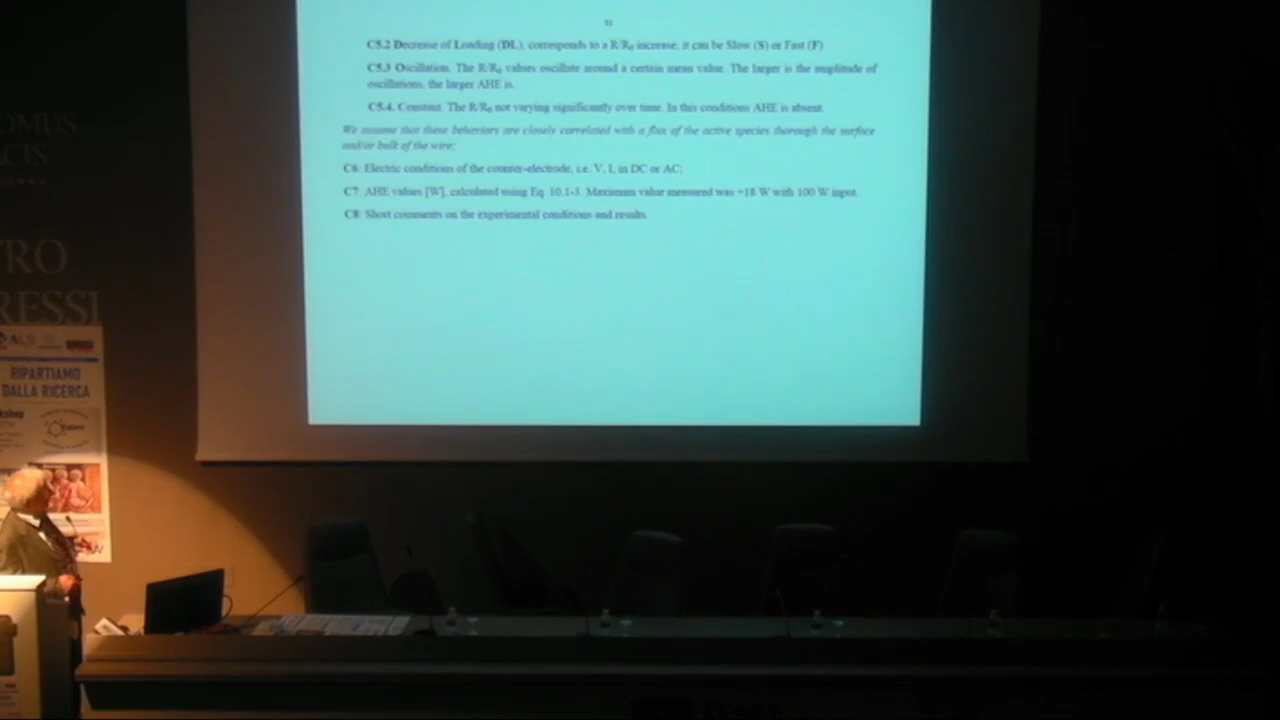 51
C5.2 Decrease of Loading (DL), corresponds to a R/R0 increase; it can be Slow (S) or Fast (F)
C5.3 Oscillation. The R/R0 values oscillate around a certain mean value. The larger is the amplitude of
oscillations, the larger AHE is.
C5.4. Constant. The R/R0 not varying significantly over time. In this conditions AHE is absent.
We assume that these behaviors are closely correlated with a flux of the active species thorough the surface
and/or bulk of the wire;
C6: Electric conditions of the counter-electrode, i.e. V, I, in DC or AC;
C7: AHE values [W], calculated using Eq. 10.1-3. Maximum value measured was +18 W with 100 W input.
C8: Short comments on the experimental conditions and results.
OMUS
ACIS
TRO
RESSI
RIPARTIAMO
DALLA RICERCA